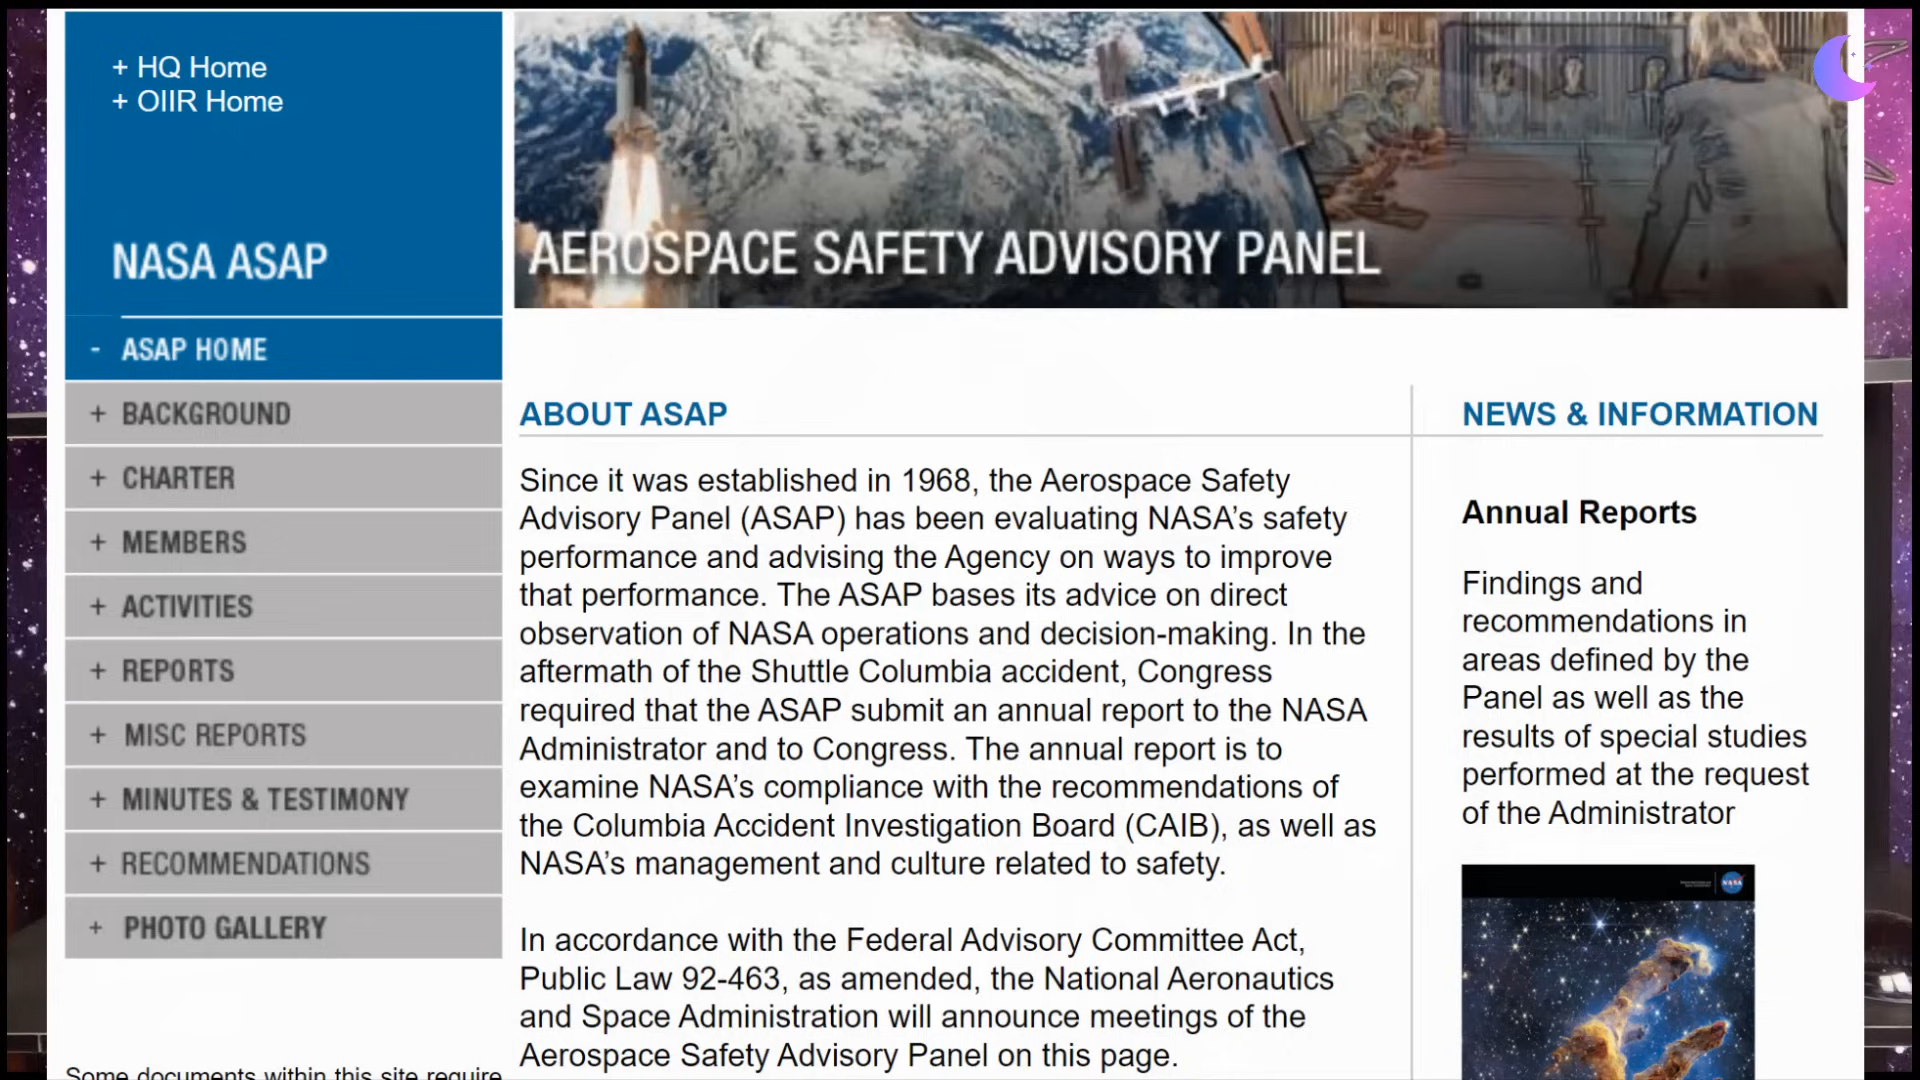 + HQ Home
+ OIIR Home
NASA ASAP
- ASAP HOME
+ BACKGROUND
+ CHARTER
+ MEMBERS
+ ACTIVITIES
+ REPORTS
+ MISC REPORTS
+ MINUTES & TESTIMONY
+ RECOMMENDATIONS
+ PHOTO GALLERY
Some documents within this site require
AEROSPACE SAFETY ADVISORY PANEL
ABOUT ASAP
Since it was established in 1968, the Aerospace Safety
Advisory Panel (ASAP) has been evaluating NASA’s safety
performance and advising the Agency on ways to improve
that performance. The ASAP bases its advice on direct
observation of NASA operations and decision-making. In the
aftermath of the Shuttle Columbia accident, Congress
required that the ASAP submit an annual report to the NASA
Administrator and to Congress. The annual report is to
examine NASA’s compliance with the recommendations of
the Columbia Accident Investigation Board (CAIB), as well as
NASA’s management and culture related to safety.
In accordance with the Federal Advisory Committee Act,
Public Law 92-463, as amended, the National Aeronautics
and Space Administration will announce meetings of the
Aerospace Safety Advisory Panel on this page.
NEWS & INFORMATION
Annual Reports
Findings and
recommendations in
areas defined by the
Panel as well as the
results of special studies
performed at the request
of the Administrator
NASA